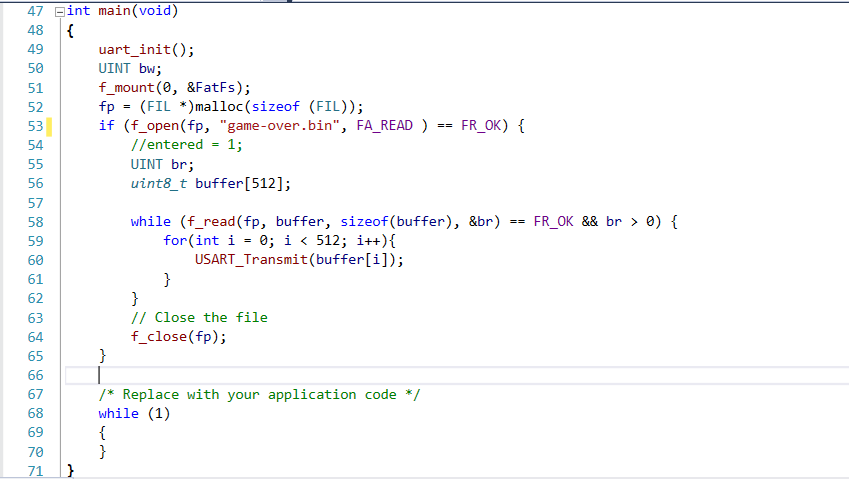 47 int main(void)
48 {
49 uart_init();
50 UINT bw;
51 f_mount(0, &FatFs);
52 fp = (FIL *)malloc(sizeof (FIL));
53 if (f_open(fp, "game-over.bin", FA_READ ) == FR_OK) {
54 //entered = 1;
55 UINT br;
56 uint8_t buffer[512];
57
58 while (f_read(fp, buffer, sizeof(buffer), &br) == FR_OK && br > 0) {
59 for(int i = 0; i < 512; i++){
60 USART_Transmit(buffer[i]);
61 }
62 }
63 // Close the file
64 f_close(fp);
65 }
66
67 /* Replace with your application code */
68 while (1)
69 {
70 }
71 }